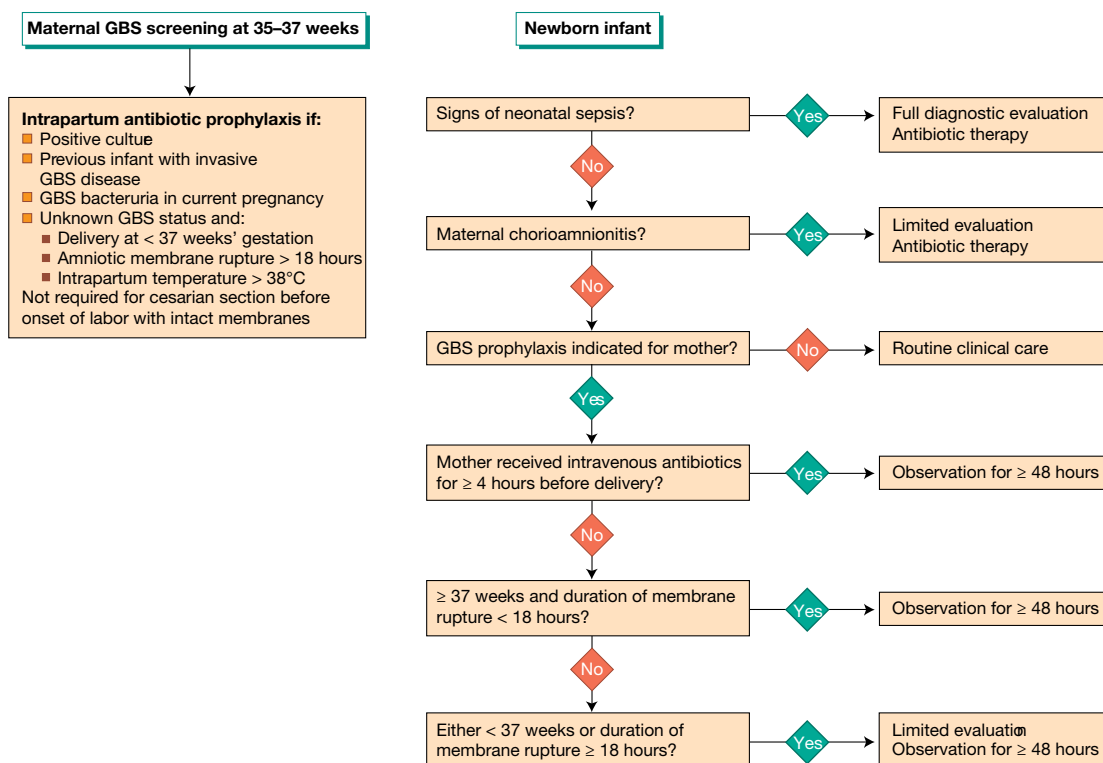 Maternal GBS screening at 35–37 weeks
Intrapartum antibiotic prophylaxis if:
Positive culture
Previous infant with invasive
GBS disease
GBS bacteruria in current pregnancy
Unknown GBS status and:
Delivery at < 37 weeks' gestation
Amniotic membrane rupture > 18 hours
Intrapartum temperature > 38°C
Not required for cesarian section before
onset of labor with intact membranes
Newborn infant
Signs of neonatal sepsis?
Yes
Full diagnostic evaluation
Antibiotic therapy
No
Maternal chorioamnionitis?
Yes
Limited evaluation
Antibiotic therapy
No
GBS prophylaxis indicated for mother?
No
Routine clinical care
Yes
Mother received intravenous antibiotics
for ≥ 4 hours before delivery?
Yes
Observation for ≥ 48 hours
No
≥ 37 weeks and duration of membrane
rupture < 18 hours?
Yes
Observation for ≥ 48 hours
No
Either < 37 weeks or duration of
membrane rupture ≥ 18 hours?
Yes
Limited evaluation
Observation for ≥ 48 hours